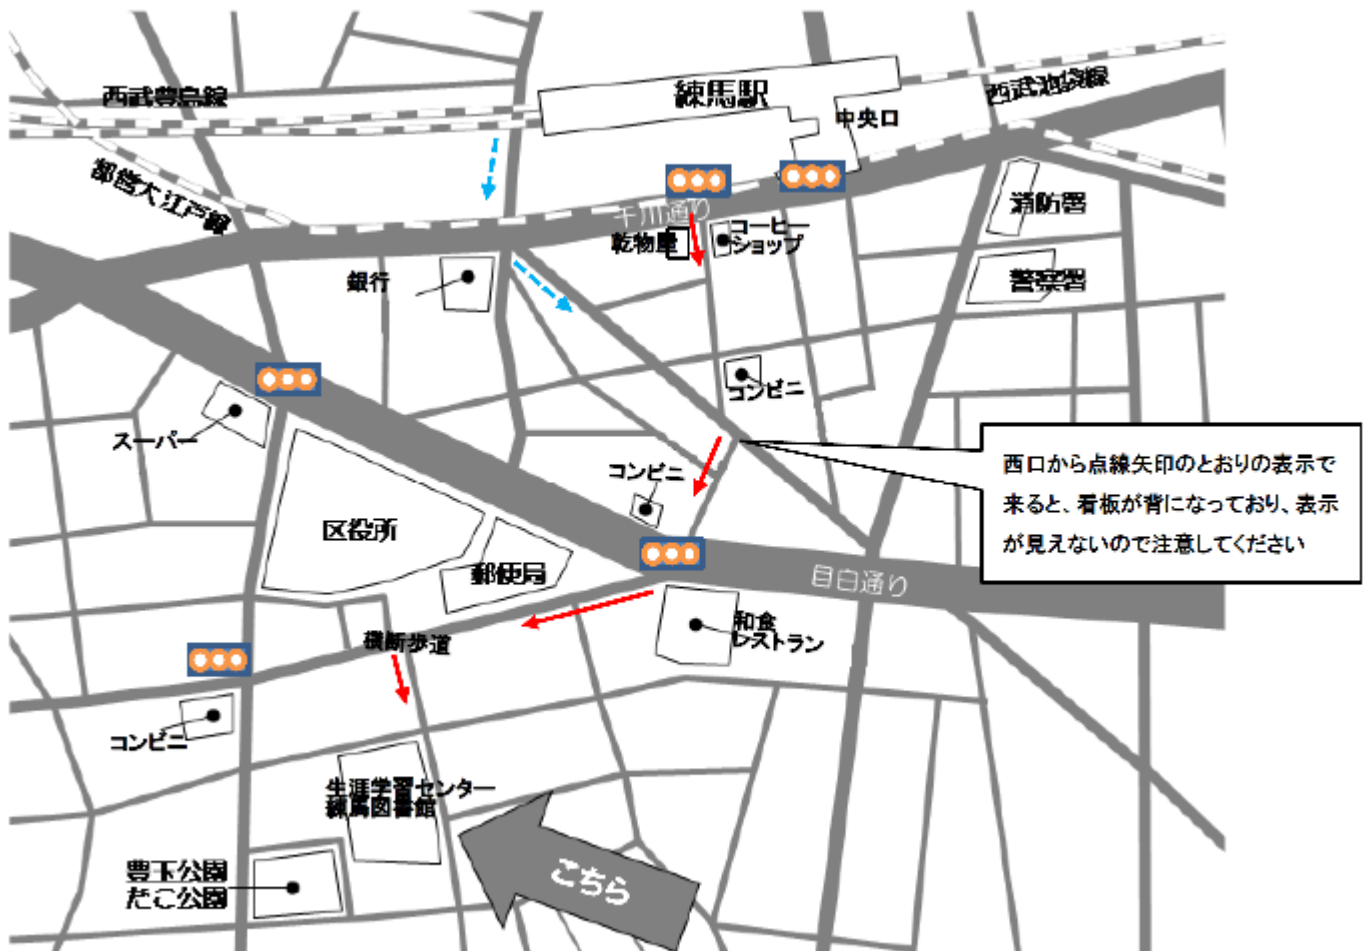 練馬駅
西武豊島線
西武池袋線
中央口
都営大江戸線
千川通り
消防署
乾物屋
コーヒー
ショップ
銀行
警察署
コンビニ
スーパー
コンビニ
西口から点線矢印のとおりの表示で
来ると、看板が背になっており、表示
が見えないので注意してください
区役所
郵便局
目白通り
和食
レストラン
横断歩道
コンビニ
生涯学習センター
練馬図書館
豊玉公園
たこ公園
こちら